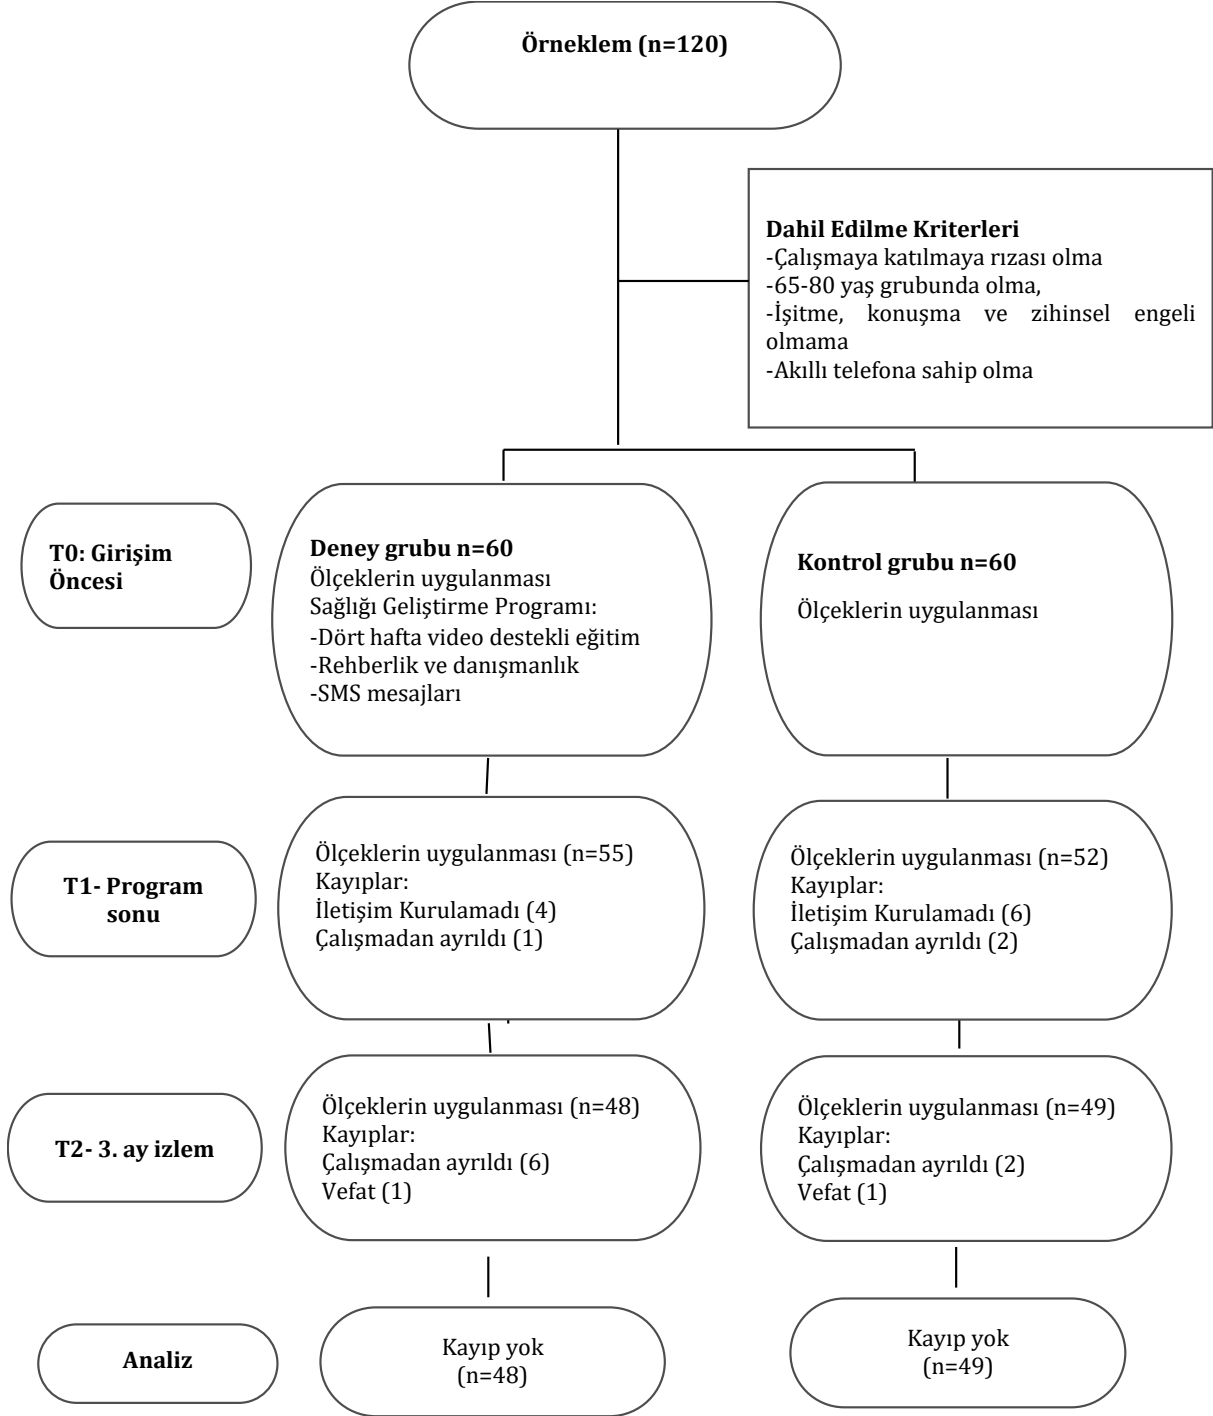 Örneklem (n=120)
Dahil Edilme Kriterleri
-Çalışmaya katılmaya rızası olma
-65-80 yaş grubunda olma,
-İşitme, konuşma ve zihinsel engeli
olmama
-Akıllı telefona sahip olma
T0: Girişim
Öncesi
Deney grubu n=60
Ölçeklerin uygulanması
Sağlığı Geliştirme Programı:
-Dört hafta video destekli eğitim
-Rehberlik ve danışmanlık
-SMS mesajları
Kontrol grubu n=60
Ölçeklerin uygulanması
T1- Program
sonu
Ölçeklerin uygulanması (n=55)
Kayıplar:
İletişim Kurulamadı (4)
Çalışmadan ayrıldı (1)
Ölçeklerin uygulanması (n=52)
Kayıplar:
İletişim Kurulamadı (6)
Çalışmadan ayrıldı (2)
T2- 3. ay izlem
Ölçeklerin uygulanması (n=48)
Kayıplar:
Çalışmadan ayrıldı (6)
Vefat (1)
Ölçeklerin uygulanması (n=49)
Kayıplar:
Çalışmadan ayrıldı (2)
Vefat (1)
Analiz
Kayıp yok
(n=48)
Kayıp yok
(n=49)